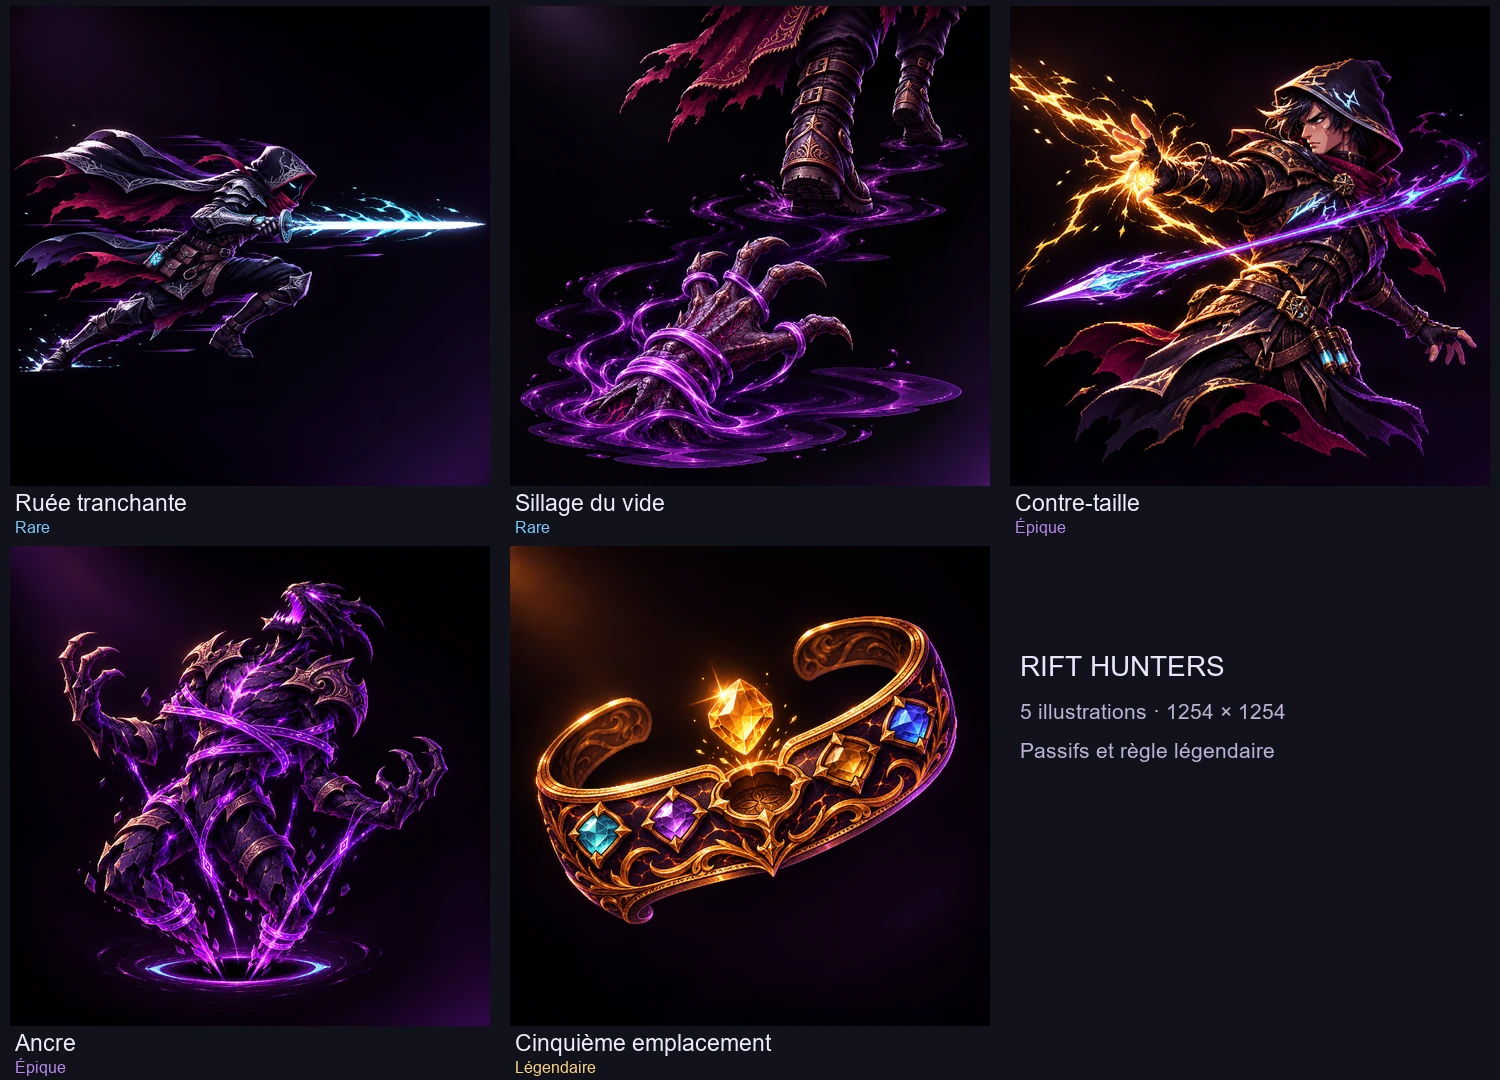 Ruée tranchante
Rare
Sillage du vide
Rare
Contre-taille
Épique
Ancre
Épique
Cinquième emplacement
Légendaire
RIFT HUNTERS
5 illustrations · 1254 × 1254
Passifs et règle légendaire